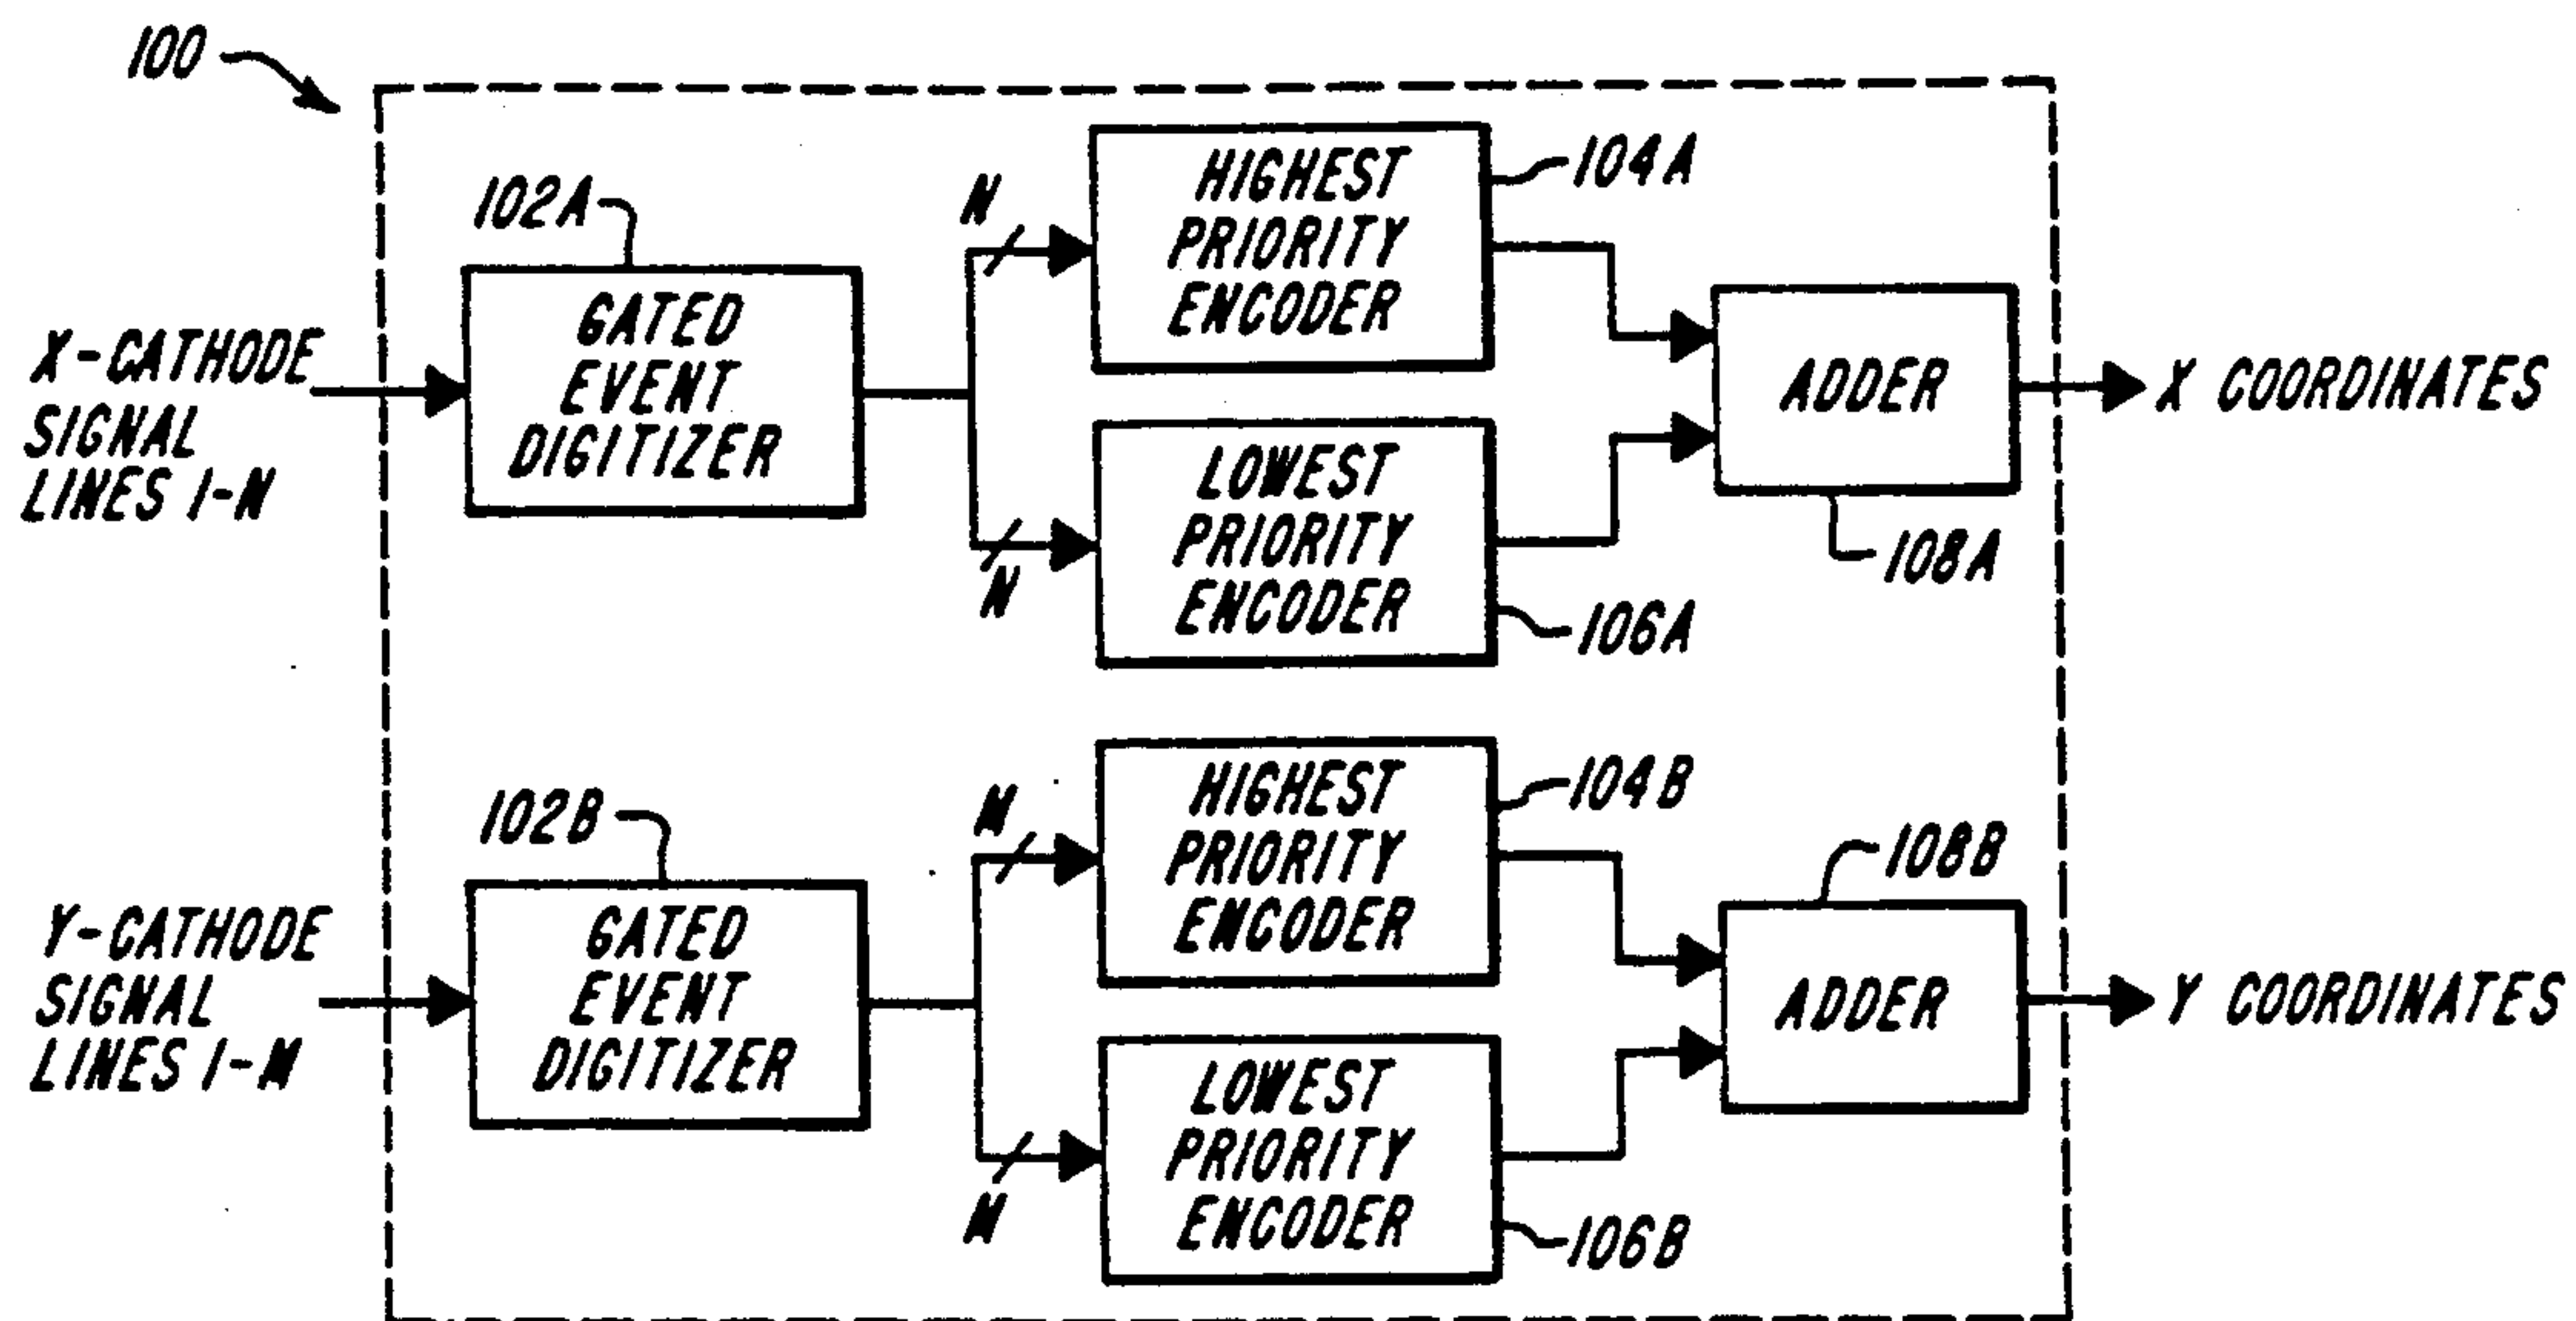 100
102A
GATED
EVENT
DIGITIZER
X-CATHODE
SIGNAL
LINES 1-N
N
N
HIGHEST
PRIORITY
ENCODER
104A
LOWEST
PRIORITY
ENCODER
106A
ADDER
108A
X COORDINATES
102B
GATED
EVENT
DIGITIZER
Y-CATHODE
SIGNAL
LINES 1-M
M
M
HIGHEST
PRIORITY
ENCODER
104B
LOWEST
PRIORITY
ENCODER
106B
108B
ADDER
Y COORDINATES